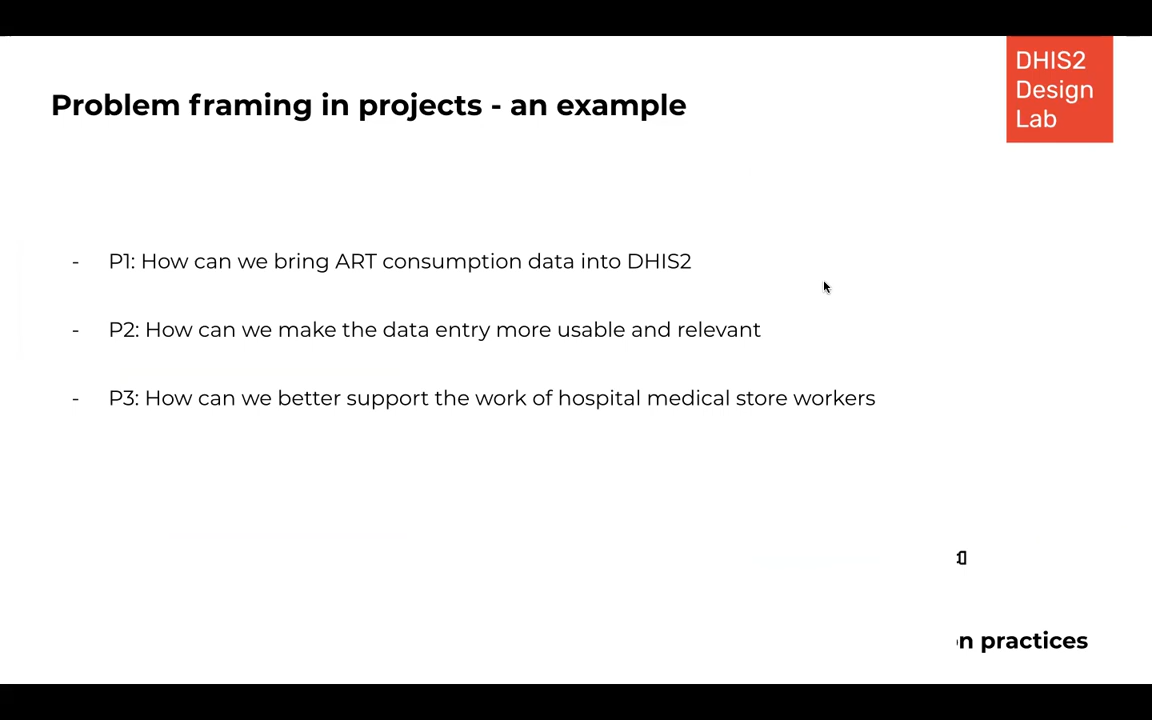 DHIS2
Design
Lab
Problem framing in projects - an example
- P1: How can we bring ART consumption data into DHIS2
- P2: How can we make the data entry more usable and relevant
- P3: How can we better support the work of hospital medical store workers
practices